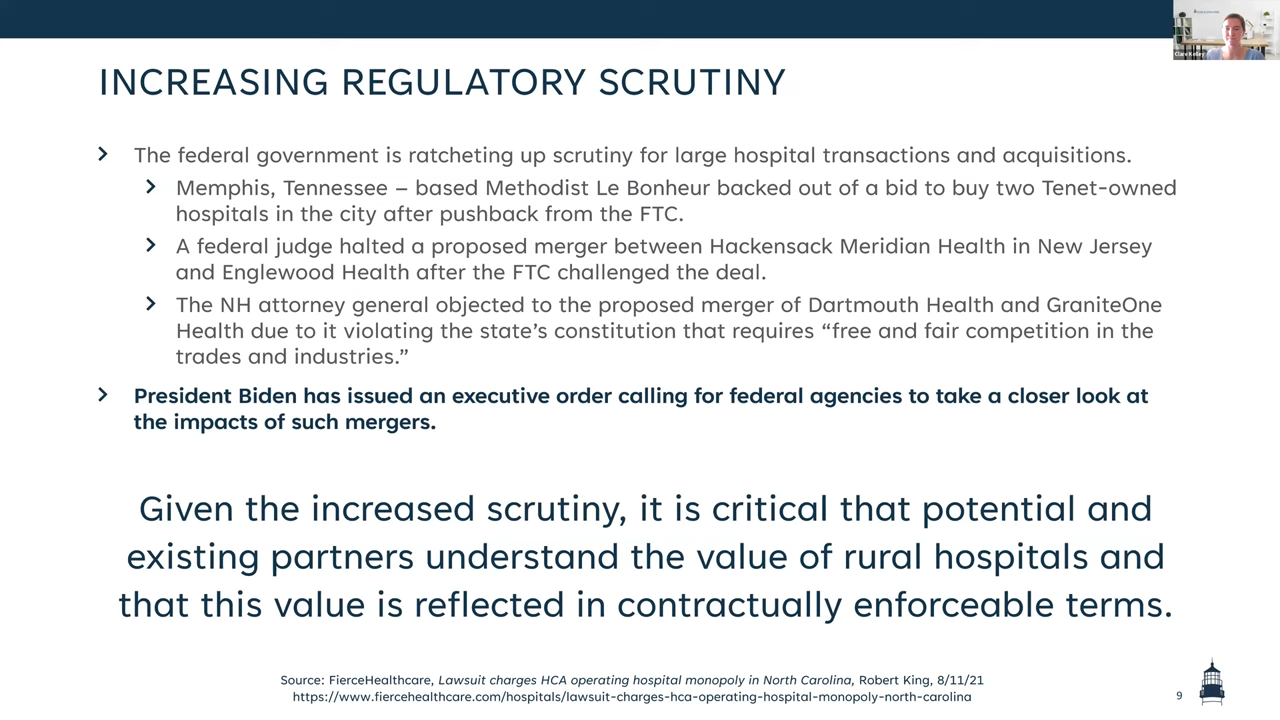 Clare Kelley
INCREASING REGULATORY SCRUTINY
The federal government is ratcheting up scrutiny for large hospital transactions and acquisitions.
Memphis, Tennessee – based Methodist Le Bonheur backed out of a bid to buy two Tenet-owned
hospitals in the city after pushback from the FTC.
A federal judge halted a proposed merger between Hackensack Meridian Health in New Jersey
and Englewood Health after the FTC challenged the deal.
The NH attorney general objected to the proposed merger of Dartmouth Health and GraniteOne
Health due to it violating the state’s constitution that requires “free and fair competition in the
trades and industries.”
President Biden has issued an executive order calling for federal agencies to take a closer look at
the impacts of such mergers.
Given the increased scrutiny, it is critical that potential and
existing partners understand the value of rural hospitals and
that this value is reflected in contractually enforceable terms.
Source: FierceHealthcare, Lawsuit charges HCA operating hospital monopoly in North Carolina, Robert King, 8/11/21
https://www.fiercehealthcare.com/hospitals/lawsuit-charges-hca-operating-hospital-monopoly-north-carolina
9